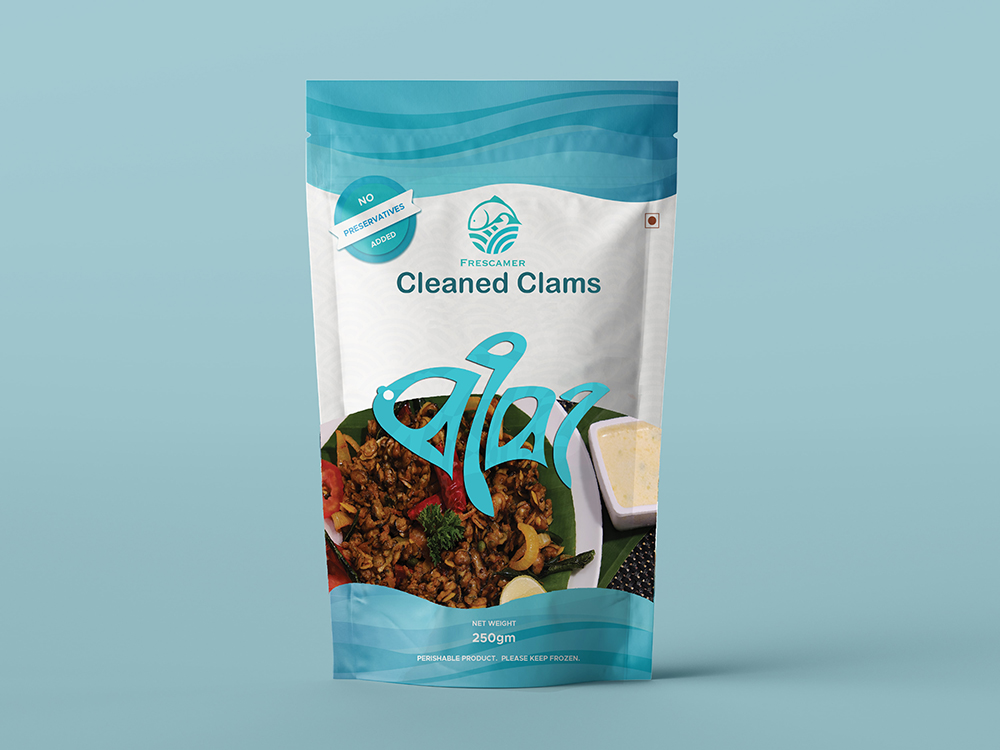 NO
PRESERVATIVES
ADDED
FRESCAMER
Cleaned Clams
NET WEIGHT
250gm
PERISHABLE PRODUCT. PLEASE KEEP FROZEN.